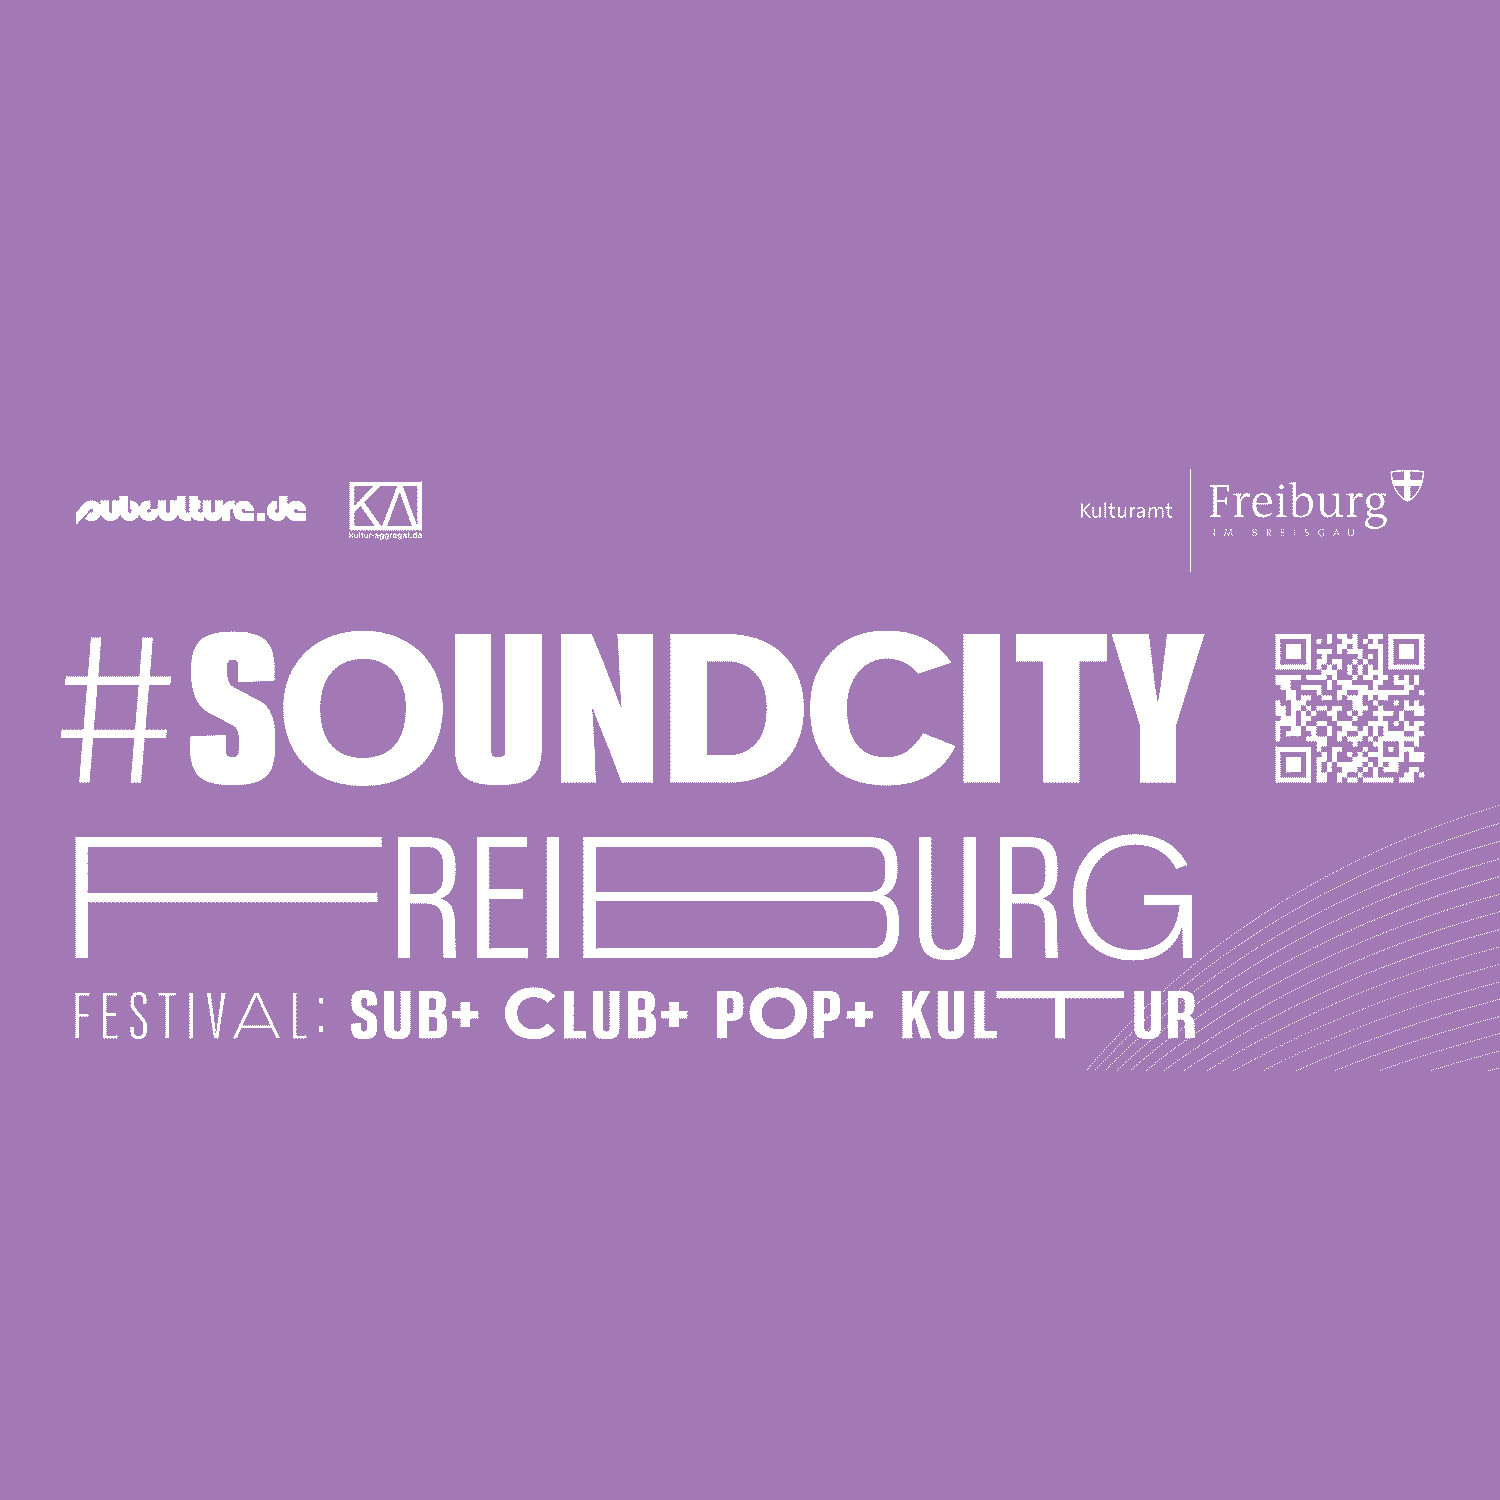 subculture.de
KA
kultur-aggregat.de
Kulturamt
Freiburg
IM BREISGAU
#SOUNDCITY
FREIBURG
FESTIVAL: SUB+ CLUB+ POP+ KULTUR